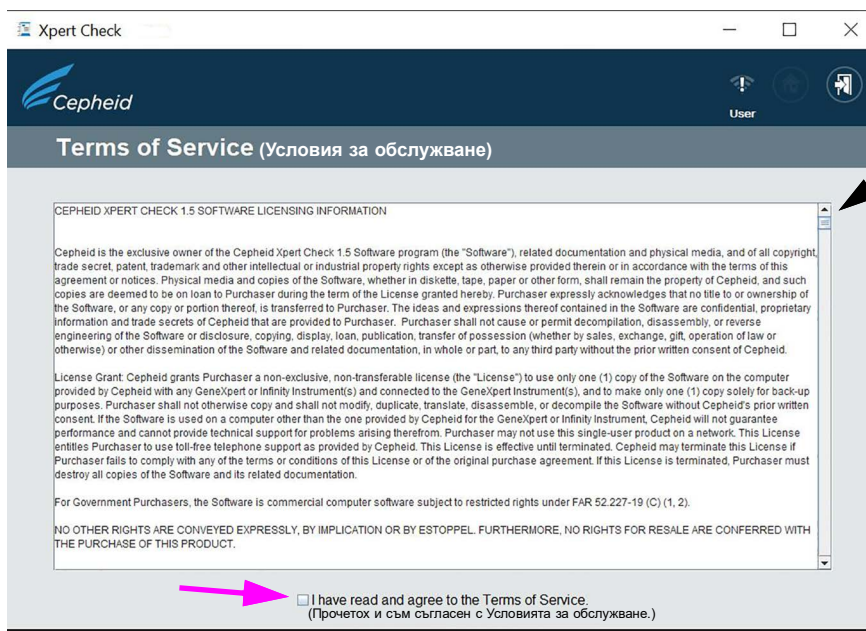 Xpert Check
Cepheid
User
Terms of Service (Условия за обслужване)
CEPHEID XPERT CHECK 1.5 SOFTWARE LICENSING INFORMATION
Cepheid is the exclusive owner of the Cepheid Xpert Check 1.5 Software program (the "Software"), related documentation and physical media, and of all copyright,
trade secret, patent, trademark and other intellectual or industrial property rights except as otherwise provided therein or in accordance with the terms of this
agreement or notices. Physical media and copies of the Software, whether in diskette, tape, paper or other form, shall remain the property of Cepheid, and such
copies are deemed to be on loan to Purchaser during the term of the License granted hereby. Purchaser expressly acknowledges that no title to or ownership of
the Software, or any copy or portion thereof, is transferred to Purchaser. The ideas and expressions thereof contained in the Software are confidential, proprietary
information and trade secrets of Cepheid that are provided to Purchaser. Purchaser shall not cause or permit decompilation, disassembly, or reverse
engineering of the Software or disclosure, copying, display, loan, publication, transfer of possession (whether by sales, exchange, gift, operation of law or
otherwise) or other dissemination of the Software and related documentation, in whole or part, to any third party without the prior written consent of Cepheid.
License Grant: Cepheid grants Purchaser a non-exclusive, non-transferable license (the "License") to use only one (1) copy of the Software on the computer
provided by Cepheid with any GeneXpert or Infinity Instrument(s) and connected to the GeneXpert Instrument(s), and to make only one (1) copy solely for back-up
purposes. Purchaser shall not otherwise copy and shall not modify, duplicate, translate, disassemble, or decompile the Software without Cepheid's prior written
consent. If the Software is used on a computer other than the one provided by Cepheid for the GeneXpert or Infinity Instrument, Cepheid will not guarantee
performance and cannot provide technical support for problems arising therefrom. Purchaser may not use this single-user product on a network. This License
entitles Purchaser to use toll-free telephone support as provided by Cepheid. This License is effective until terminated. Cepheid may terminate this License if
Purchaser fails to comply with any of the terms or conditions of this License or of the original purchase agreement. If this License is terminated, Purchaser must
destroy all copies of the Software and its related documentation.
For Government Purchasers, the Software is commercial computer software subject to restricted rights under FAR 52.227-19 (C) (1, 2).
NO OTHER RIGHTS ARE CONVEYED EXPRESSLY, BY IMPLICATION OR BY ESTOPPEL. FURTHERMORE, NO RIGHTS FOR RESALE ARE CONFERRED WITH
THE PURCHASE OF THIS PRODUCT.
I have read and agree to the Terms of Service.
(Прочетох и съм съгласен с Условията за обслужване.)